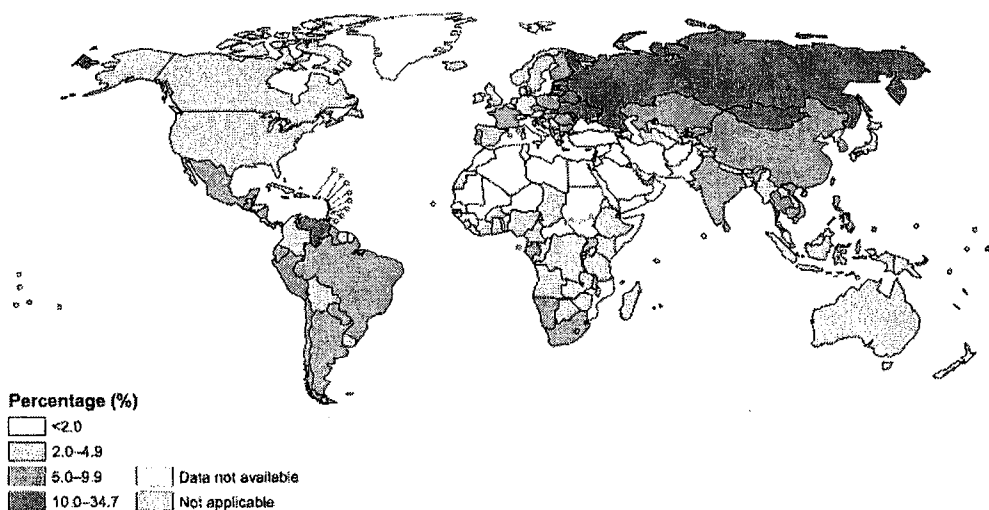 Percentage (%)
<2.0
2.0–4.9
5.0–9.9
10.0–34.7
Data not available
Not applicable